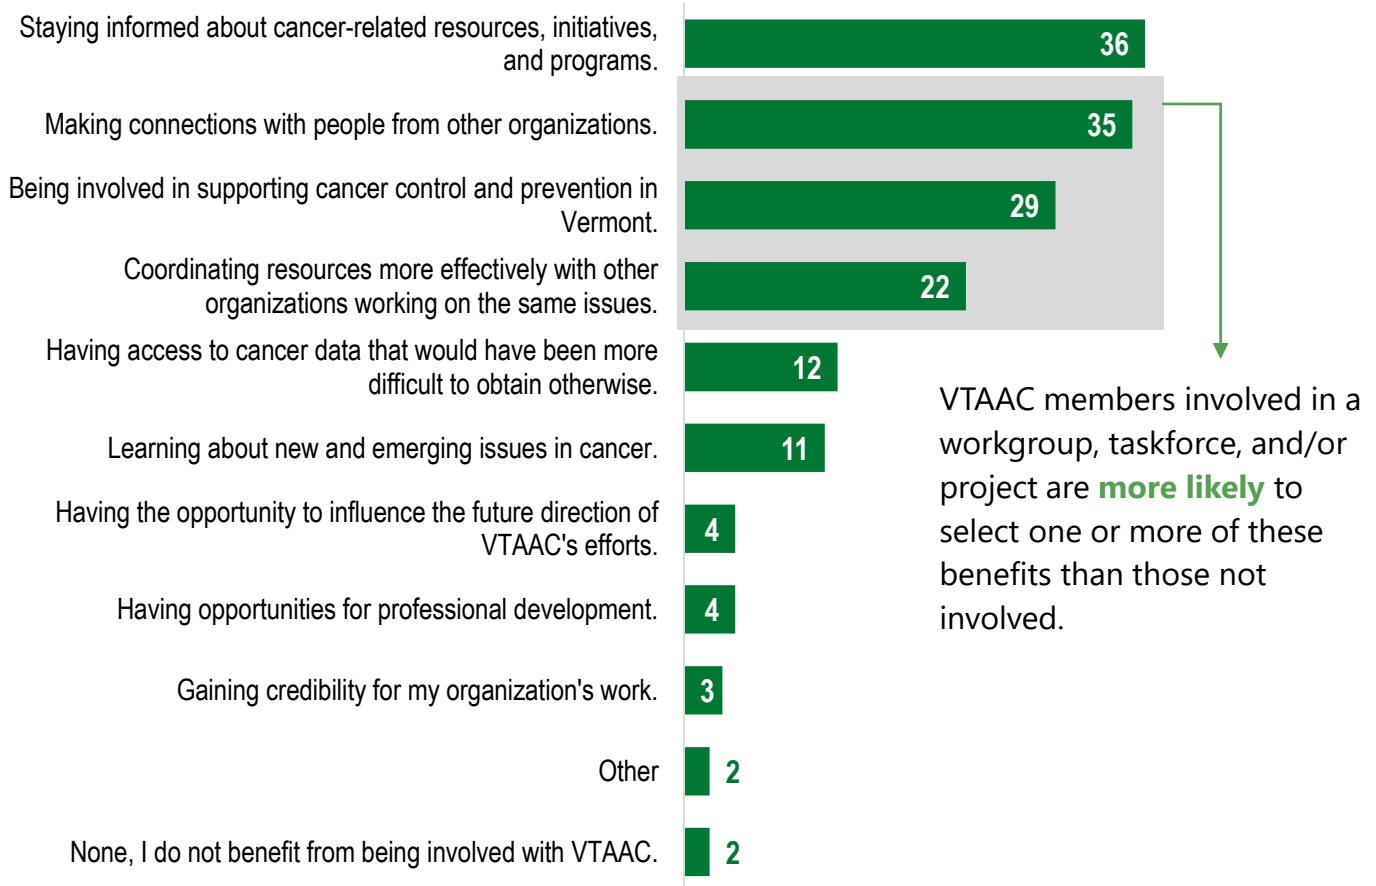 Staying informed about cancer-related resources, initiatives,
and programs.
36
Making connections with people from other organizations.
35
Being involved in supporting cancer control and prevention in
Vermont.
29
Coordinating resources more effectively with other
organizations working on the same issues.
22
Having access to cancer data that would have been more
difficult to obtain otherwise.
12
Learning about new and emerging issues in cancer.
11
Having the opportunity to influence the future direction of
VTAAC's efforts.
4
Having opportunities for professional development.
4
Gaining credibility for my organization's work.
3
Other
2
None, I do not benefit from being involved with VTAAC.
2
VTAAC members involved in a
workgroup, taskforce, and/or
project are more likely to
select one or more of these
benefits than those not
involved.